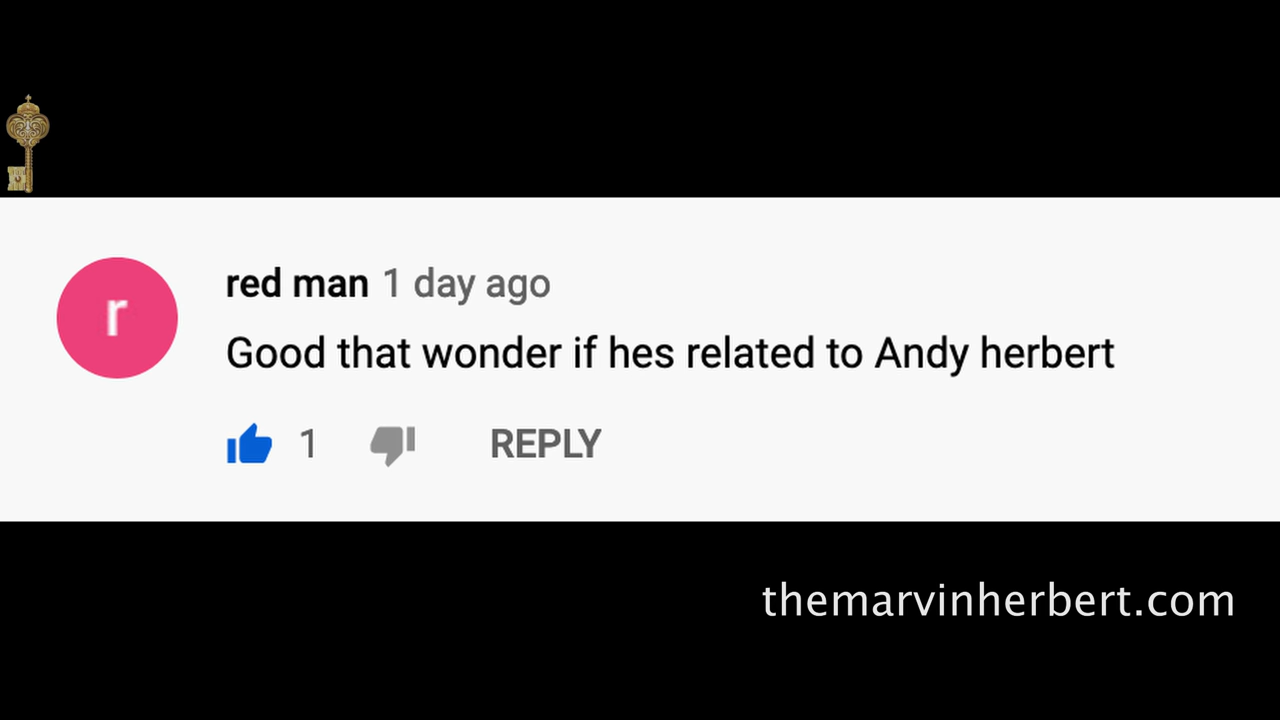 r
red man 1 day ago
Good that wonder if hes related to Andy herbert
1 REPLY
themarvinherbert.com